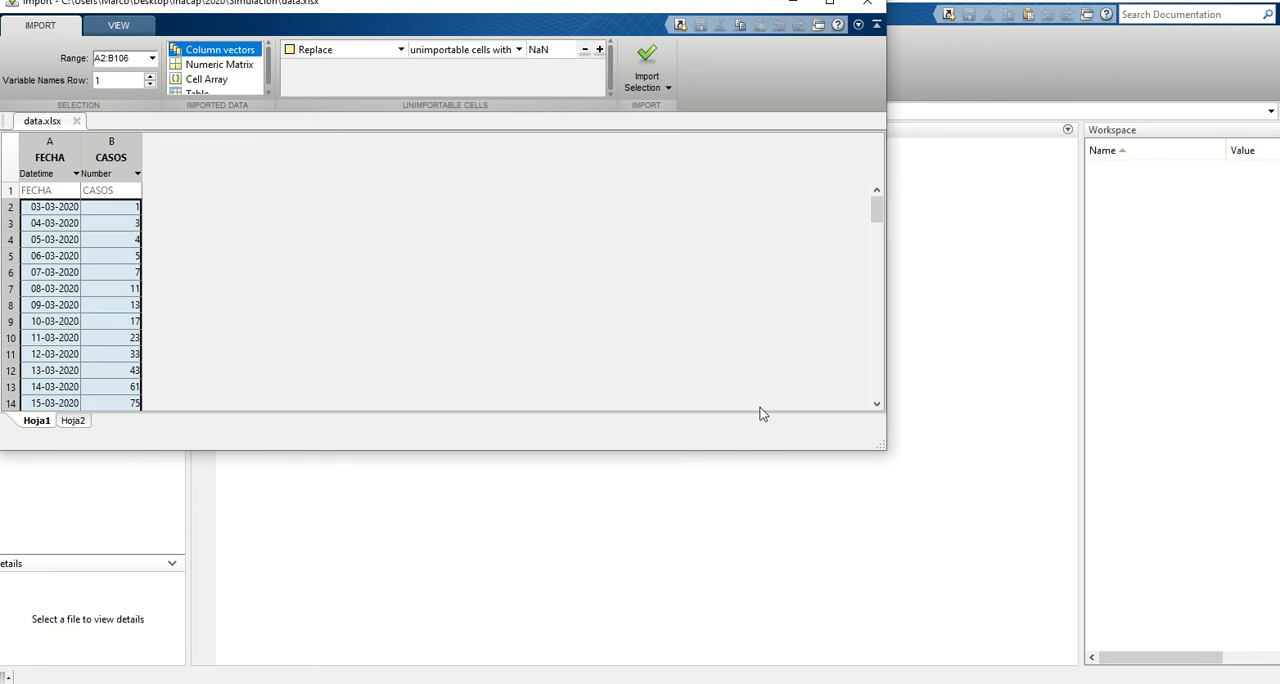 Import - C:\Users\Marco\Desktop\Inacap\2020\Simulacion\data.xlsx
IMPORT VIEW
Search Documentation
Range: A2:B106
Variable Names Row: 1
Column vectors
Numeric Matrix
Cell Array
Table
Replace unimportable cells with NaN
Import
Selection
SELECTION IMPORTED DATA UNIMPORTABLE CELLS IMPORT
data.xlsx
Workspace
Name Value
A B
FECHA CASOS
Datetime Number
1 FECHA CASOS
2 03-03-2020 1
3 04-03-2020 3
4 05-03-2020 4
5 06-03-2020 5
6 07-03-2020 7
7 08-03-2020 11
8 09-03-2020 13
9 10-03-2020 17
10 11-03-2020 23
11 12-03-2020 33
12 13-03-2020 43
13 14-03-2020 61
14 15-03-2020 75
Hoja1 Hoja2
etails
Select a file to view details